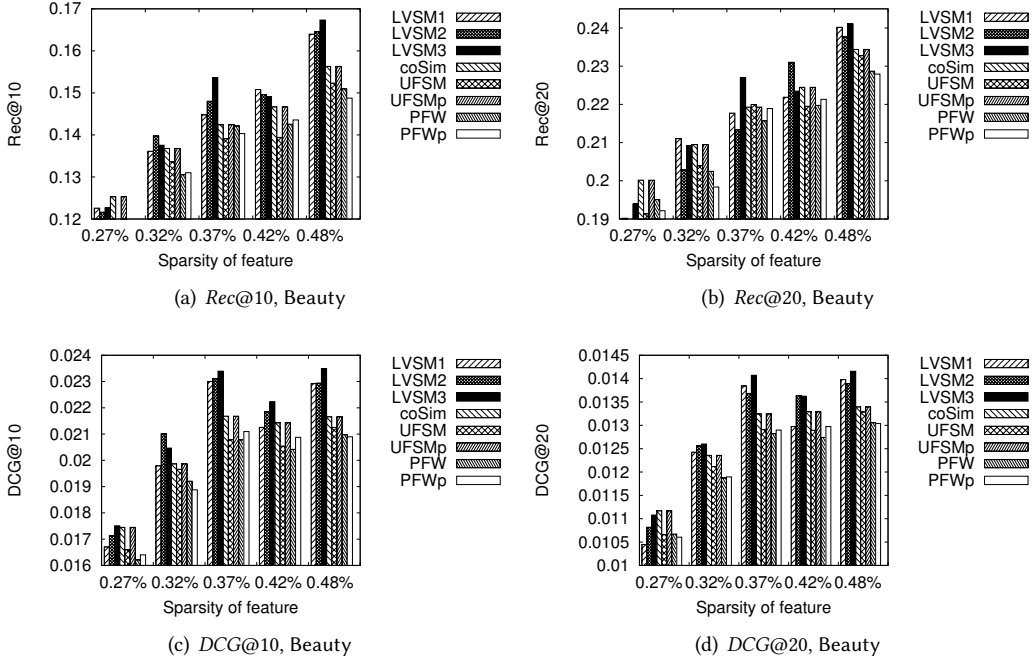 Rec@10
0.17
0.16
0.15
0.14
0.13
0.12
0.27% 0.32% 0.37% 0.42% 0.48%
Sparsity of feature
LVSM1
LVSM2
LVSM3
coSim
UFSM
UFSMp
PFW
PFWp
(a) Rec@10, Beauty
Rec@20
0.24
0.23
0.22
0.21
0.2
0.19
0.27% 0.32% 0.37% 0.42% 0.48%
Sparsity of feature
LVSM1
LVSM2
LVSM3
coSim
UFSM
UFSMp
PFW
PFWp
(b) Rec@20, Beauty
DCG@10
0.024
0.023
0.022
0.021
0.02
0.019
0.018
0.017
0.016
0.27% 0.32% 0.37% 0.42% 0.48%
Sparsity of feature
LVSM1
LVSM2
LVSM3
coSim
UFSM
UFSMp
PFW
PFWp
(c) DCG@10, Beauty
DCG@20
0.0145
0.014
0.0135
0.013
0.0125
0.012
0.0115
0.011
0.0105
0.01
0.27% 0.32% 0.37% 0.42% 0.48%
Sparsity of feature
LVSM1
LVSM2
LVSM3
coSim
UFSM
UFSMp
PFW
PFWp
(d) DCG@20, Beauty